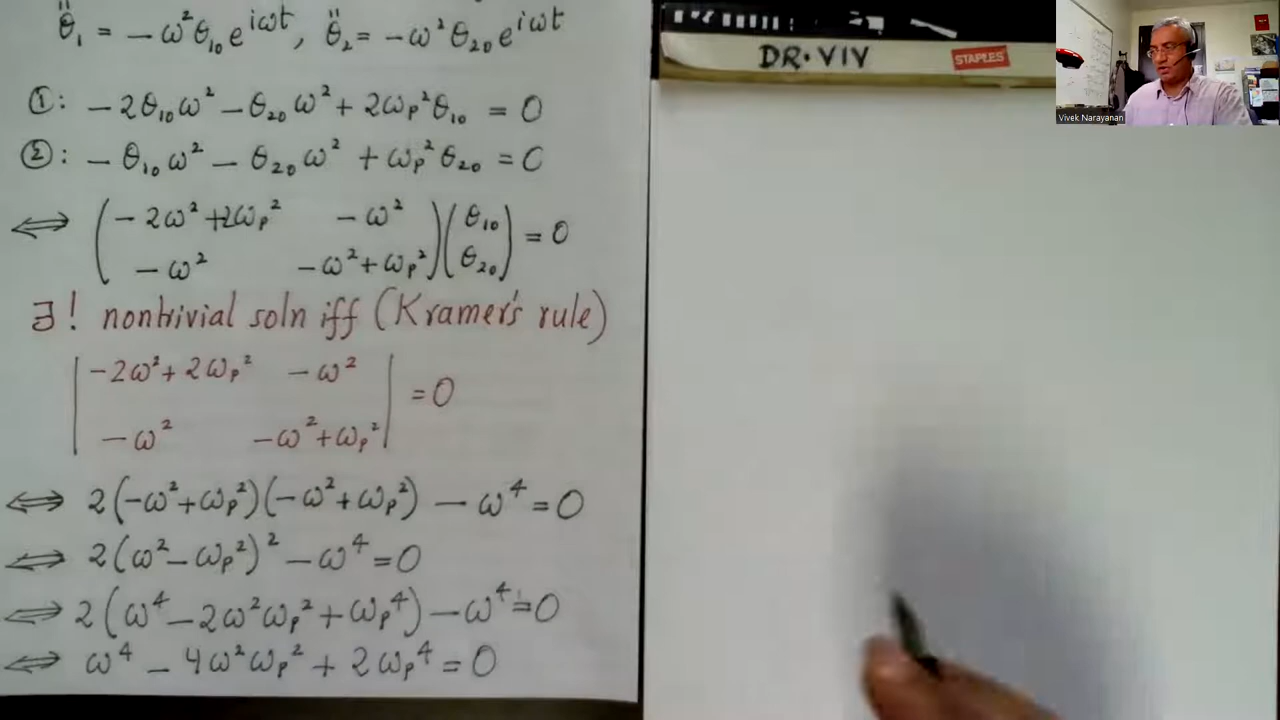 θ̈₁ = -ω²θ₁₀e^{iωt}, θ̈₂ = -ω²θ₂₀e^{iωt}
①: -2θ₁₀ω² - θ₂₀ω² + 2ωₚ²θ₁₀ = 0
②: -θ₁₀ω² - θ₂₀ω² + ωₚ²θ₂₀ = 0
⟺ (-2ω²+2ωₚ² -ω²) (θ₁₀) = 0
(-ω² -ω²+ωₚ²) (θ₂₀)
∃! nontrivial soln iff (Kramer's rule)
|-2ω²+2ωₚ² -ω²| = 0
|-ω² -ω²+ωₚ²|
⟺ 2(-ω²+ωₚ²)(-ω²+ωₚ²) - ω⁴ = 0
⟺ 2(ω²-ωₚ²)² - ω⁴ = 0
⟺ 2(ω⁴ - 2ω²ωₚ² + ωₚ⁴) - ω⁴ = 0
⟺ ω⁴ - 4ω²ωₚ² + 2ωₚ⁴ = 0
DR. VIV
STAPLES
Vivek Narayanan